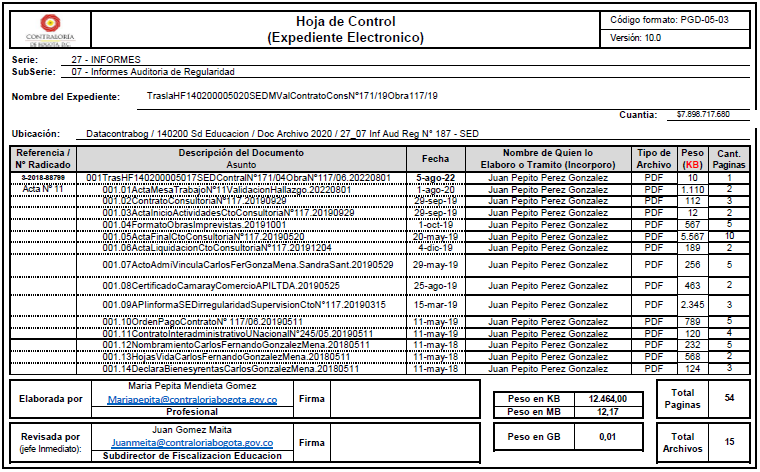 CONTRALORÍA
DE BOGOTÁ, D.C.
Hoja de Control
(Expediente Electronico)
Código formato: PGD-05-03
Versión: 10.0
Serie: 27 - INFORMES
SubSerie: 07 - Informes Auditoria de Regularidad
Nombre del Expediente: TraslaHF140200005020SEDMValContratoConsN°171/19Obra117/19
Cuantia: $7.898.717.680
Ubicación: Datacontrabog / 140200 Sd Educacion / Doc Archivo 2020 / 27_07 Inf Aud Reg N° 187 - SED
Referencia / N° Radicado Descripción del Documento Asunto Fecha Nombre de Quien lo Elaboro o Tramito (Incorporo) Tipo de Archivo Peso (KB) Cant. Paginas
3-2018-88799 001TrasHF140200005017SEDContralN°171/04ObraN°117/06.20220801 5-ago-22 Juan Pepito Perez Gonzalez PDF 10 1
Acta N° 11 001.01ActaMesaTrabajoN°11ValidacionHallazgo.20220801 1-ago-20 Juan Pepito Perez Gonzalez PDF 1.110 2
001.02ContratoConsultoriaN°117.20190929 29-sep-19 Juan Pepito Perez Gonzalez PDF 112 3
001.03ActaInicioActividadesCtoConsultoriaN°117.20190929 29-sep-19 Juan Pepito Perez Gonzalez PDF 12 2
001.04FormatoObrasImprevistas.20191001 1-oct-19 Juan Pepito Perez Gonzalez PDF 567 5
001.05ActaFinalCtoConsultoriaN°117.20190520 20-may-19 Juan Pepito Perez Gonzalez PDF 5.567 10
001.06ActaLiquidacionCtoConsultoriaN°117.20191204 4-dic-19 Juan Pepito Perez Gonzalez PDF 189 2
001.07ActoAdmiVinculaCarlosFerGonzaMena.SandraSant.20190529 29-may-19 Juan Pepito Perez Gonzalez PDF 256 5
001.08CertificadoCamarayComercioAPILTDA.20190525 25-ago-19 Juan Pepito Perez Gonzalez PDF 463 2
001.09APIinformaSEDirregularidadSupervisionCtoN°117.20190315 15-mar-19 Juan Pepito Perez Gonzalez PDF 2.345 3
001.10OrdenPagoContratoN° 117/06.20190511 11-may-19 Juan Pepito Perez Gonzalez PDF 789 5
001.11ContratoInteradministrativoUNacionalN°245/05.20190511 11-may-19 Juan Pepito Perez Gonzalez PDF 120 4
001.12NombramientoCarlosFernandoGonzalezMena.20180511 11-may-18 Juan Pepito Perez Gonzalez PDF 232 5
001.13HojasVidaCarlosFernandoGonzalezMena.20180511 11-may-18 Juan Pepito Perez Gonzalez PDF 568 2
001.14DeclaraBienesyrentasCarlosGonzalezMena.20180511 11-may-18 Juan Pepito Perez Gonzalez PDF 124 3
Elaborada por Maria Pepita Mendieta Gomez Firma
Mariapepita@contraloriabogota.gov.co
Profesional
Peso en KB 12.464,00
Peso en MB 12,17
Total Paginas 54
Revisada por (jefe Inmediato): Juan Gomez Maita Firma
Juanmeita@contraloriabogota.gov.co
Subdirector de Fiscalizacion Educacion
Peso en GB 0,01
Total Archivos 15